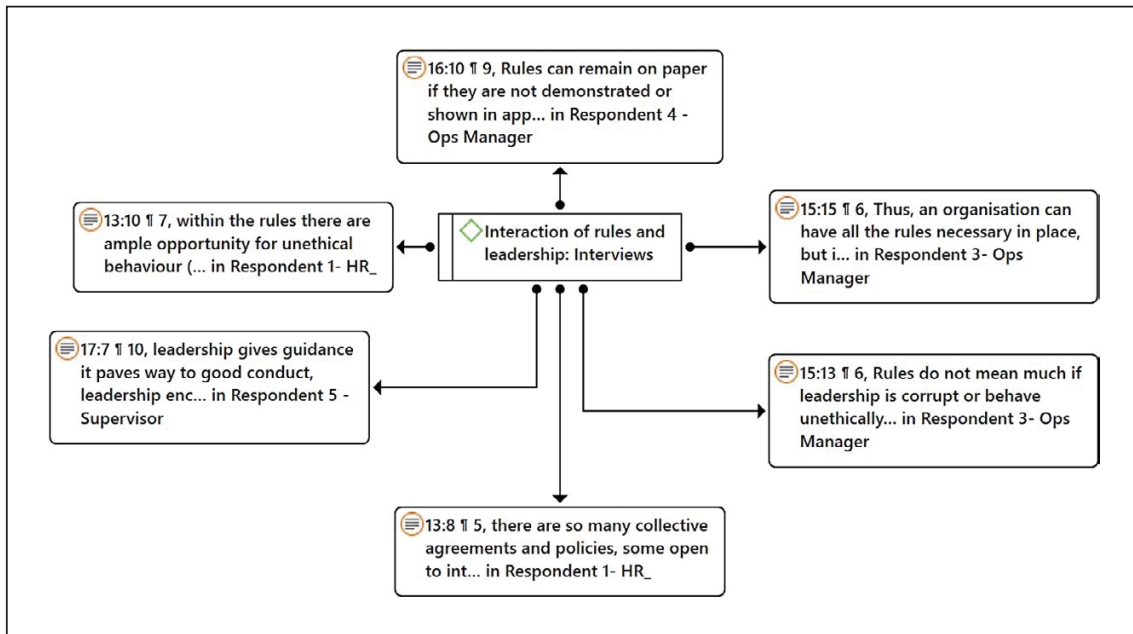 16:10 ¶ 9, Rules can remain on paper
if they are not demonstrated or
shown in app... in Respondent 4 -
Ops Manager
13:10 ¶ 7, within the rules there are
ample opportunity for unethical
behaviour (... in Respondent 1- HR_
Interaction of rules and
leadership: Interviews
15:15 ¶ 6, Thus, an organisation can
have all the rules necessary in place,
but i... in Respondent 3- Ops
Manager
17:7 ¶ 10, leadership gives guidance
it paves way to good conduct,
leadership enc... in Respondent 5 -
Supervisor
15:13 ¶ 6, Rules do not mean much if
leadership is corrupt or behave
unethically... in Respondent 3- Ops
Manager
13:8 ¶ 5, there are so many collective
agreements and policies, some open
to int... in Respondent 1- HR_